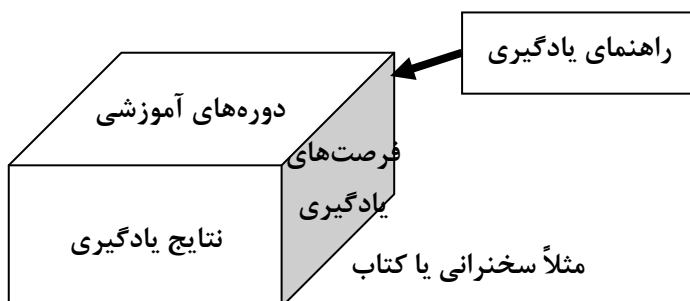 راهنمای یادگیری
دوره‌های آموزشی
فرصت‌های
یادگیری
نتایج یادگیری
مثلاً سخنرانی یا کتاب